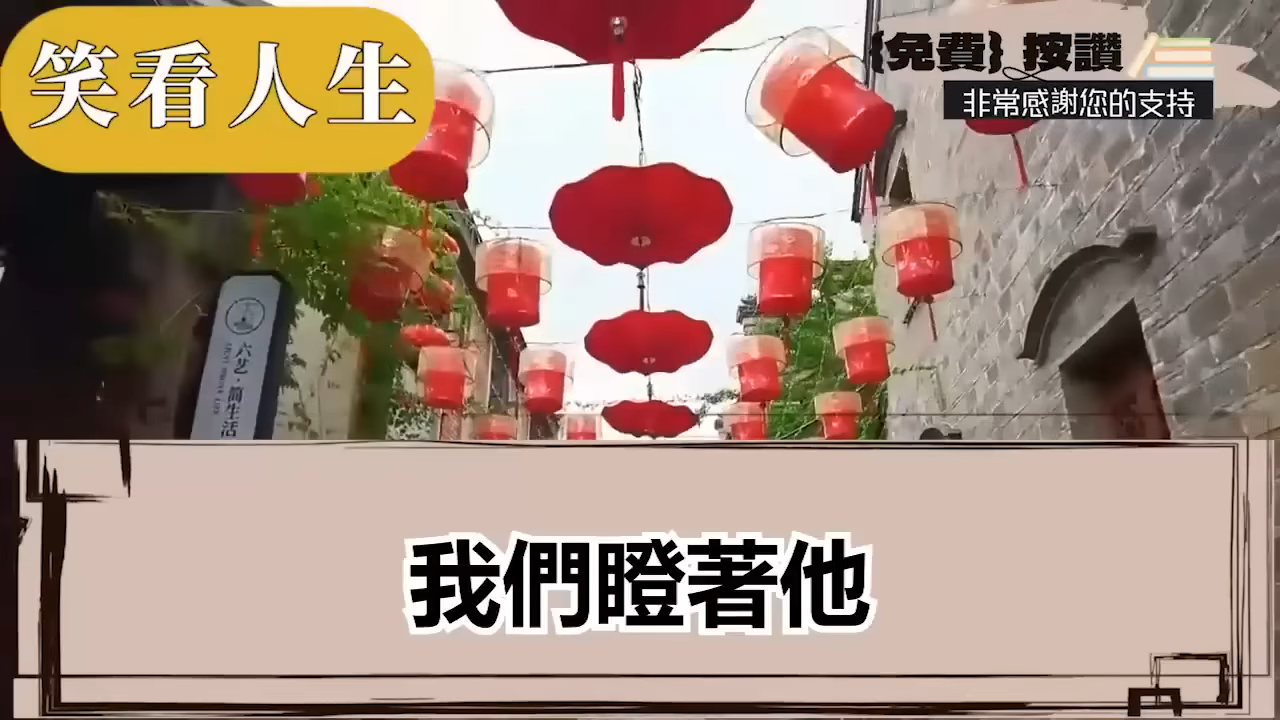 笑看人生
{免費} 按讚
非常感謝您的支持
六艺·简生活
我們瞪著他